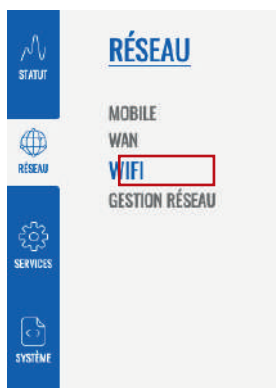 STATUT
RÉSEAU
SERVICES
SYSTÈME
RÉSEAU
MOBILE
WAN
WIFI
GESTION RÉSEAU